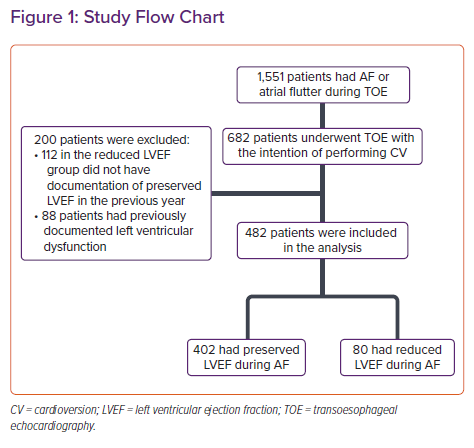 Figure 1: Study Flow Chart
1,551 patients had AF or
atrial flutter during TOE
682 patients underwent TOE with
the intention of performing CV
200 patients were excluded:
• 112 in the reduced LVEF
group did not have
documentation of preserved
LVEF in the previous year
• 88 patients had previously
documented left ventricular
dysfunction
482 patients were included
in the analysis
402 had preserved
LVEF during AF
80 had reduced
LVEF during AF
CV = cardioversion; LVEF = left ventricular ejection fraction; TOE = transoesophageal
echocardiography.